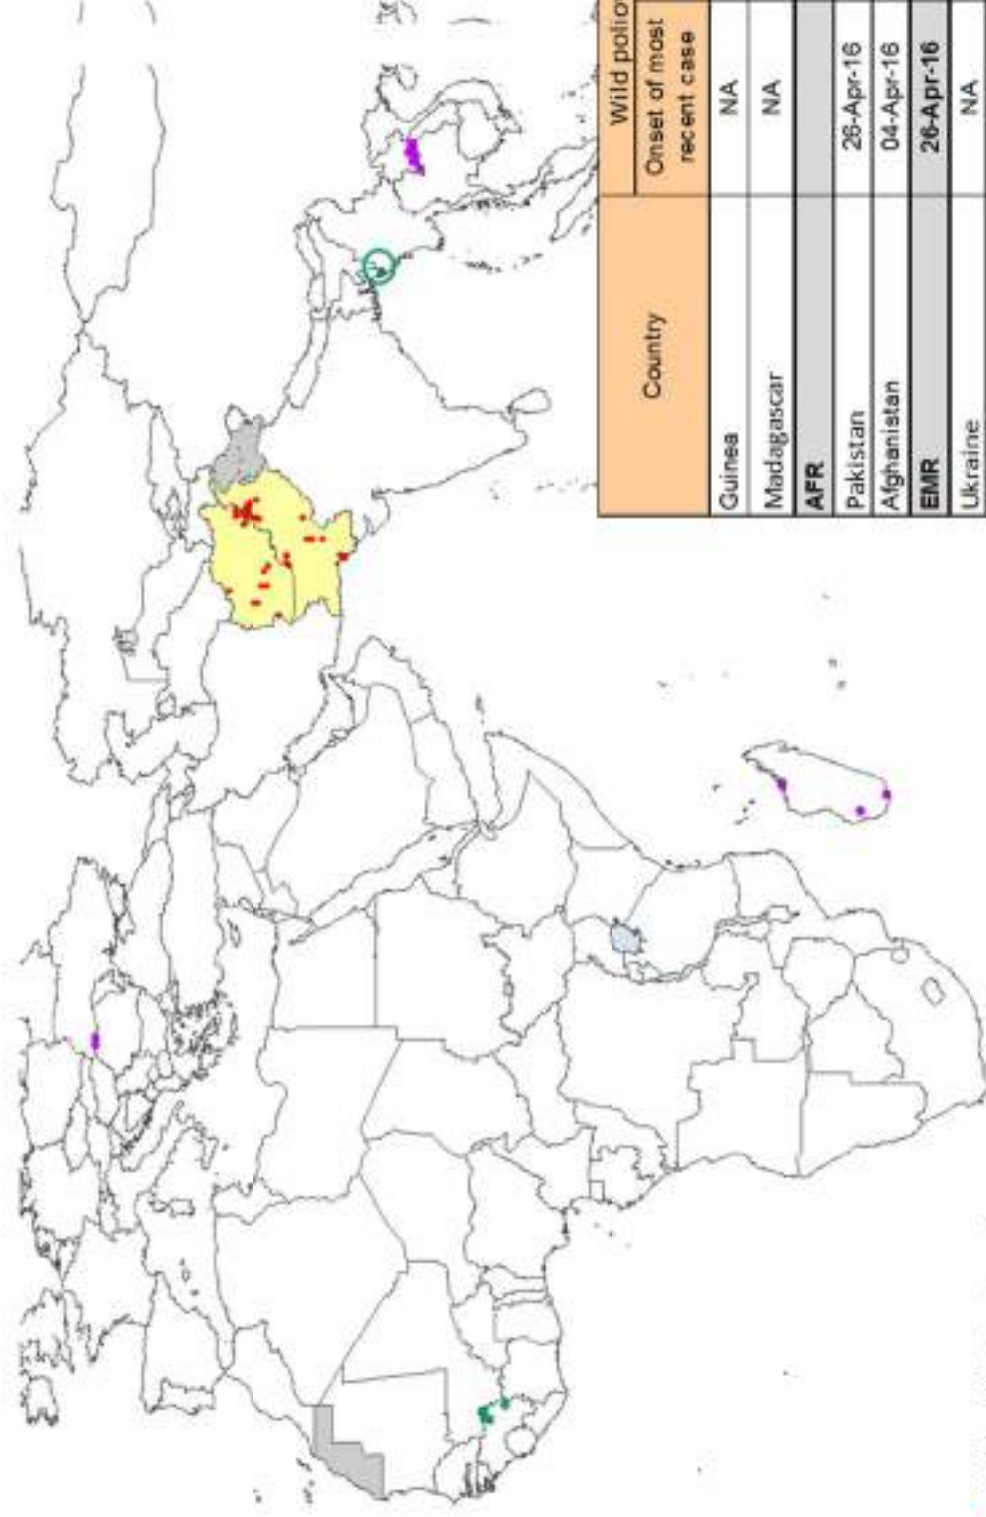 Wild polio
Country
Onset of most
recent case
Guinea NA
Madagascar NA
AFR
Pakistan 26-Apr-16
Afghanistan 04-Apr-16
EMR 26-Apr-16
Ukraine NA